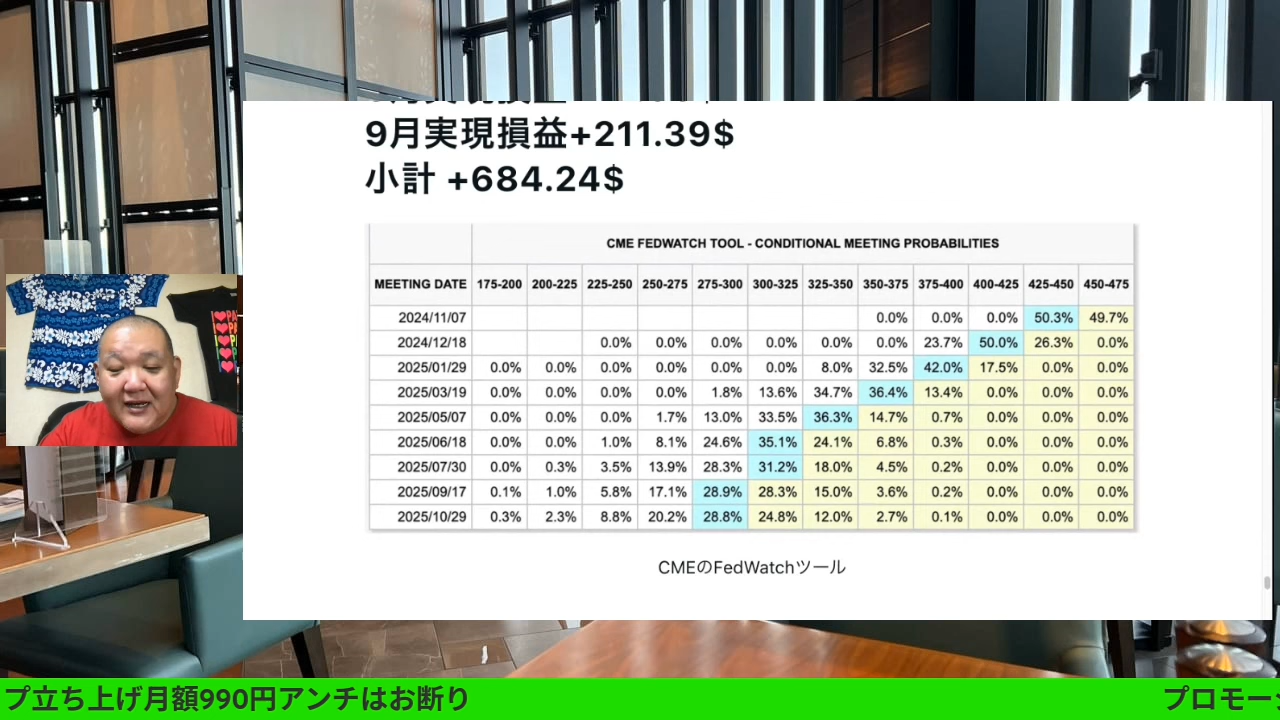 9月実現損益+211.39$
小計 +684.24$
CME FEDWATCH TOOL - CONDITIONAL MEETING PROBABILITIES
MEETING DATE 175-200 200-225 225-250 250-275 275-300 300-325 325-350 350-375 375-400 400-425 425-450 450-475
2024/11/07 0.0% 0.0% 0.0% 50.3% 49.7%
2024/12/18 0.0% 0.0% 0.0% 0.0% 0.0% 0.0% 23.7% 50.0% 26.3% 0.0%
2025/01/29 0.0% 0.0% 0.0% 0.0% 0.0% 0.0% 8.0% 32.5% 42.0% 17.5% 0.0% 0.0%
2025/03/19 0.0% 0.0% 0.0% 0.0% 1.8% 13.6% 34.7% 36.4% 13.4% 0.0% 0.0% 0.0%
2025/05/07 0.0% 0.0% 0.0% 1.7% 13.0% 33.5% 36.3% 14.7% 0.7% 0.0% 0.0% 0.0%
2025/06/18 0.0% 0.0% 1.0% 8.1% 24.6% 35.1% 24.1% 6.8% 0.3% 0.0% 0.0% 0.0%
2025/07/30 0.0% 0.3% 3.5% 13.9% 28.3% 31.2% 18.0% 4.5% 0.2% 0.0% 0.0% 0.0%
2025/09/17 0.1% 1.0% 5.8% 17.1% 28.9% 28.3% 15.0% 3.6% 0.2% 0.0% 0.0% 0.0%
2025/10/29 0.3% 2.3% 8.8% 20.2% 28.8% 24.8% 12.0% 2.7% 0.1% 0.0% 0.0% 0.0%
CMEのFedWatchツール
プ立ち上げ月額990円アンチはお断り プロモー